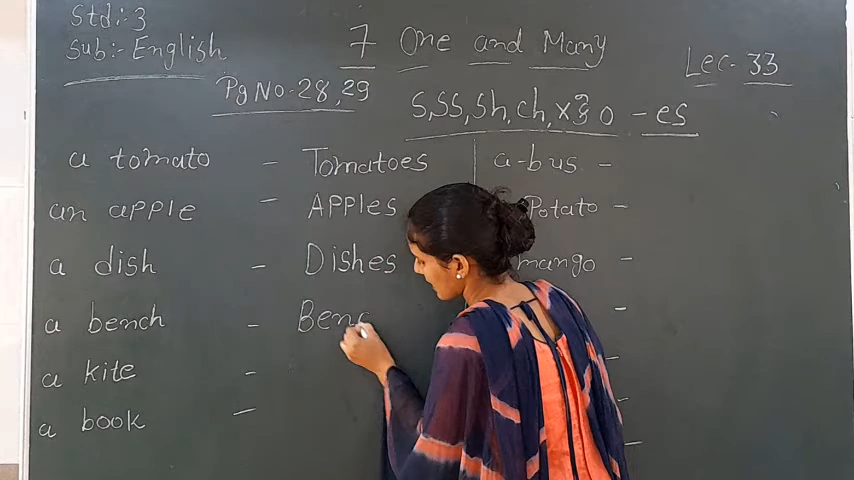 Std:- 3
Sub:- English
7 One and Many
Lec-33
Pg No-28,29
S, SS, Sh, Ch, x, z, o - es
a tomato - Tomatoes
an apple - Apples
a dish - Dishes
a bench - Benc
a kite -
a book -
a-bus -
Potato -
mango -